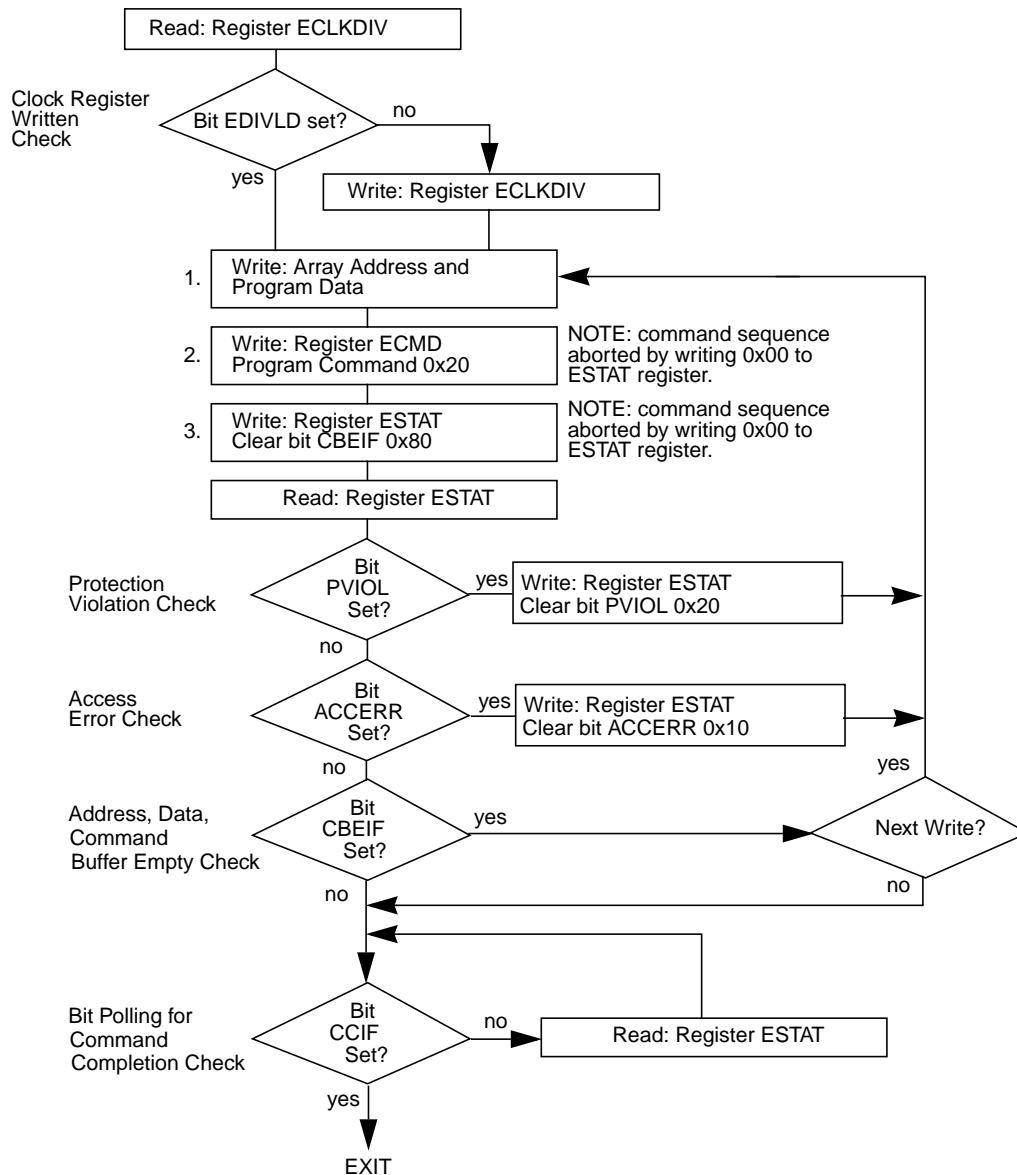 Read: Register ECLKDIV
Clock Register
Written
Check
Bit EDIVLD set?
no
yes
Write: Register ECLKDIV
1.
Write: Array Address and
Program Data
2.
Write: Register ECMD
Program Command 0x20
NOTE: command sequence
aborted by writing 0x00 to
ESTAT register.
3.
Write: Register ESTAT
Clear bit CBEIF 0x80
NOTE: command sequence
aborted by writing 0x00 to
ESTAT register.
Read: Register ESTAT
Protection
Violation Check
Bit
PVIOL
Set?
yes
Write: Register ESTAT
Clear bit PVIOL 0x20
no
Access
Error Check
Bit
ACCERR
Set?
yes
Write: Register ESTAT
Clear bit ACCERR 0x10
no
yes
Address, Data,
Command
Buffer Empty Check
Bit
CBEIF
Set?
yes
Next Write?
no
no
Bit Polling for
Command
Completion Check
Bit
CCIF
Set?
no
Read: Register ESTAT
yes
EXIT